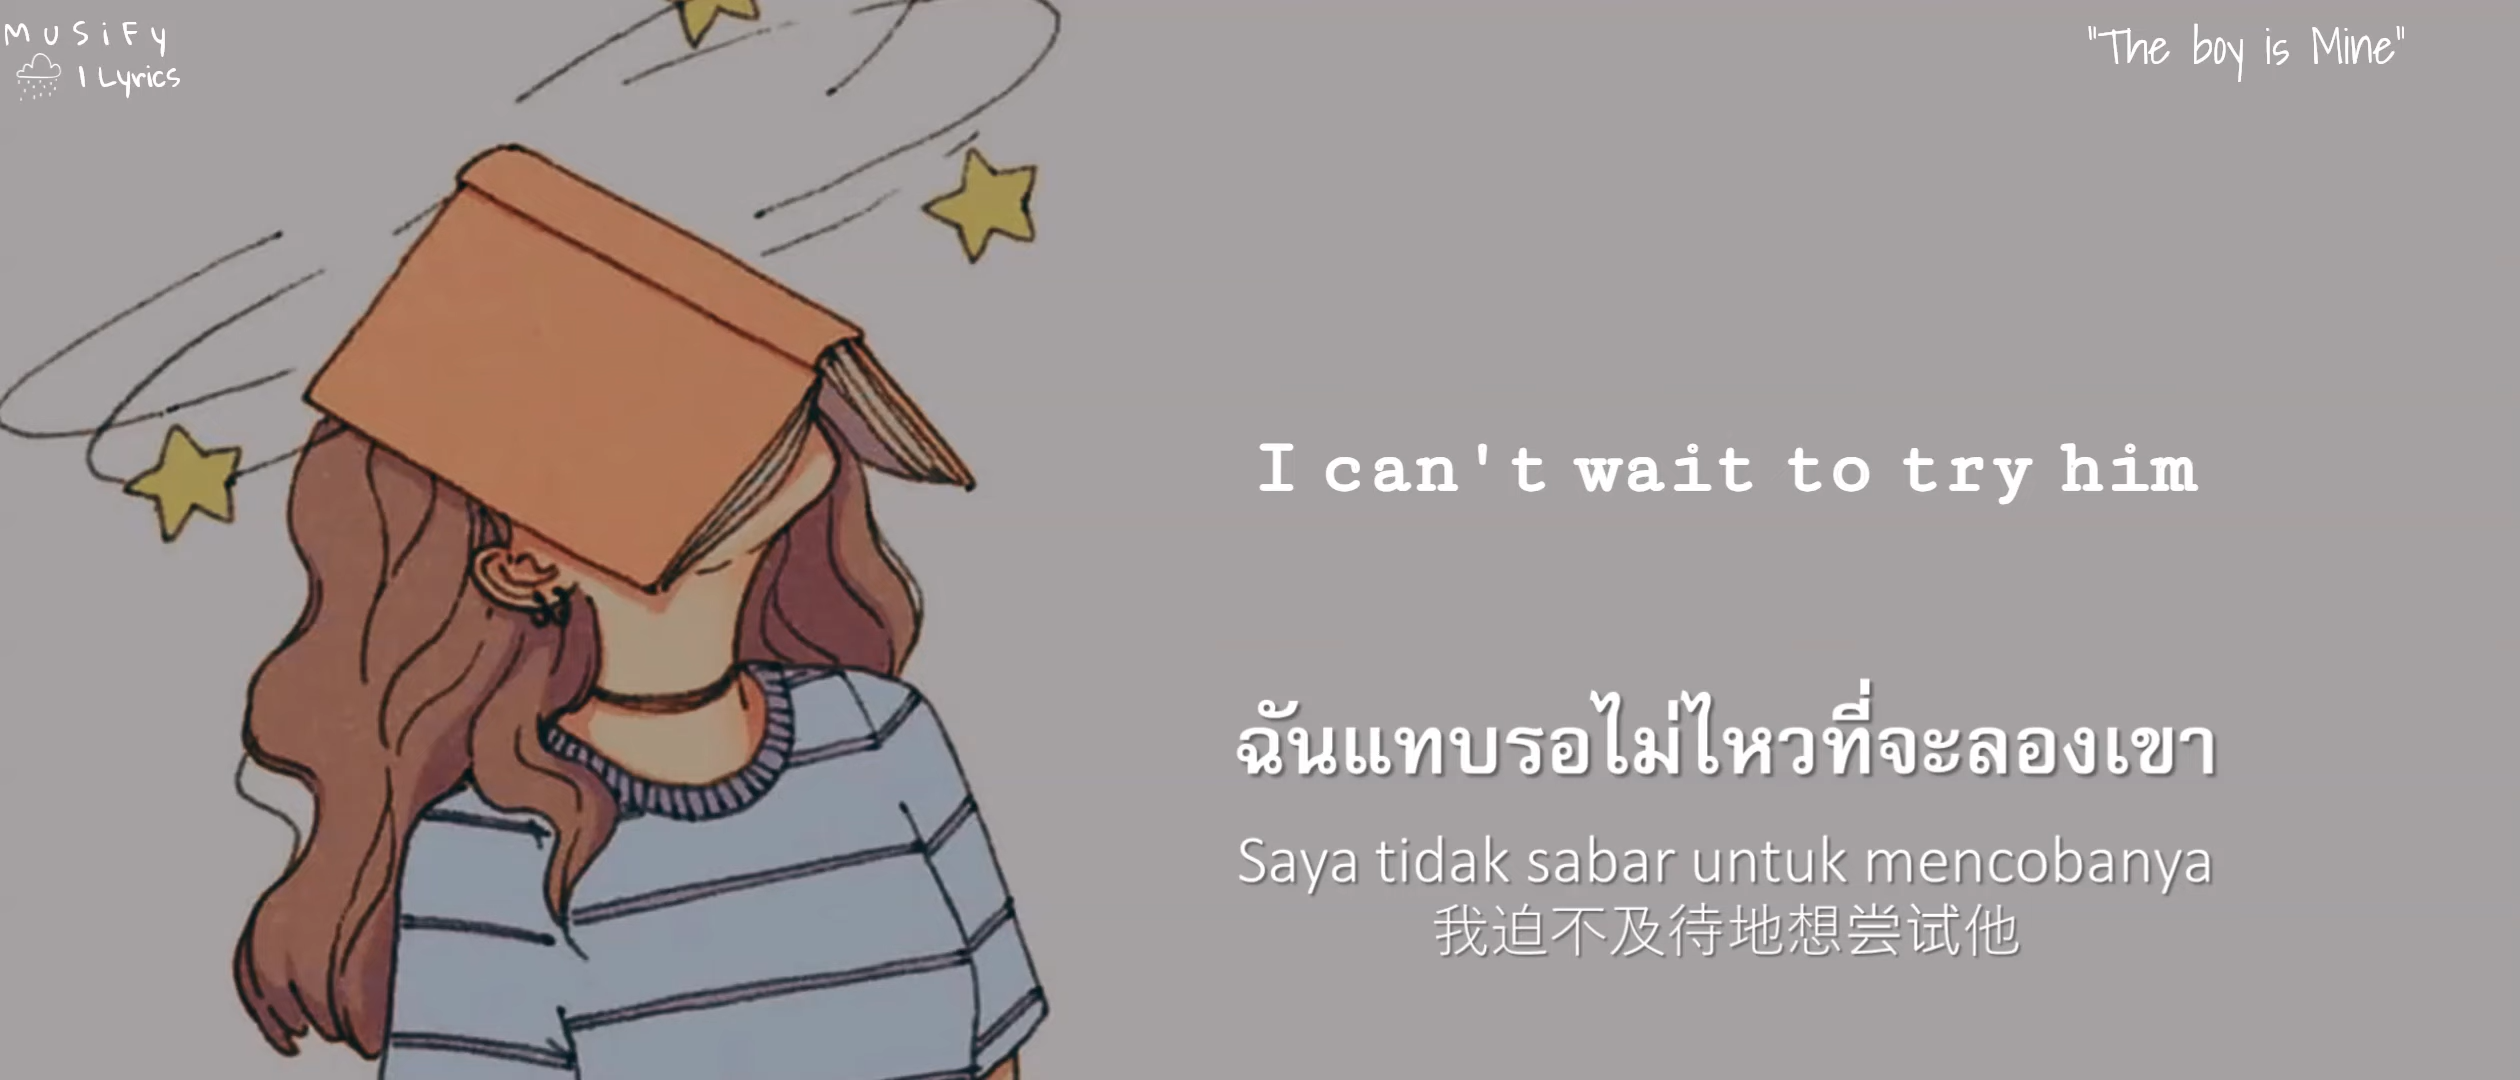 MUSiFy
1 Lyrics
"The boy is Mine"
I can't wait to try him
ฉันแทบรอไม่ไหวที่จะลองเขา
Saya tidak sabar untuk mencobanya
我迫不及待地想尝试他